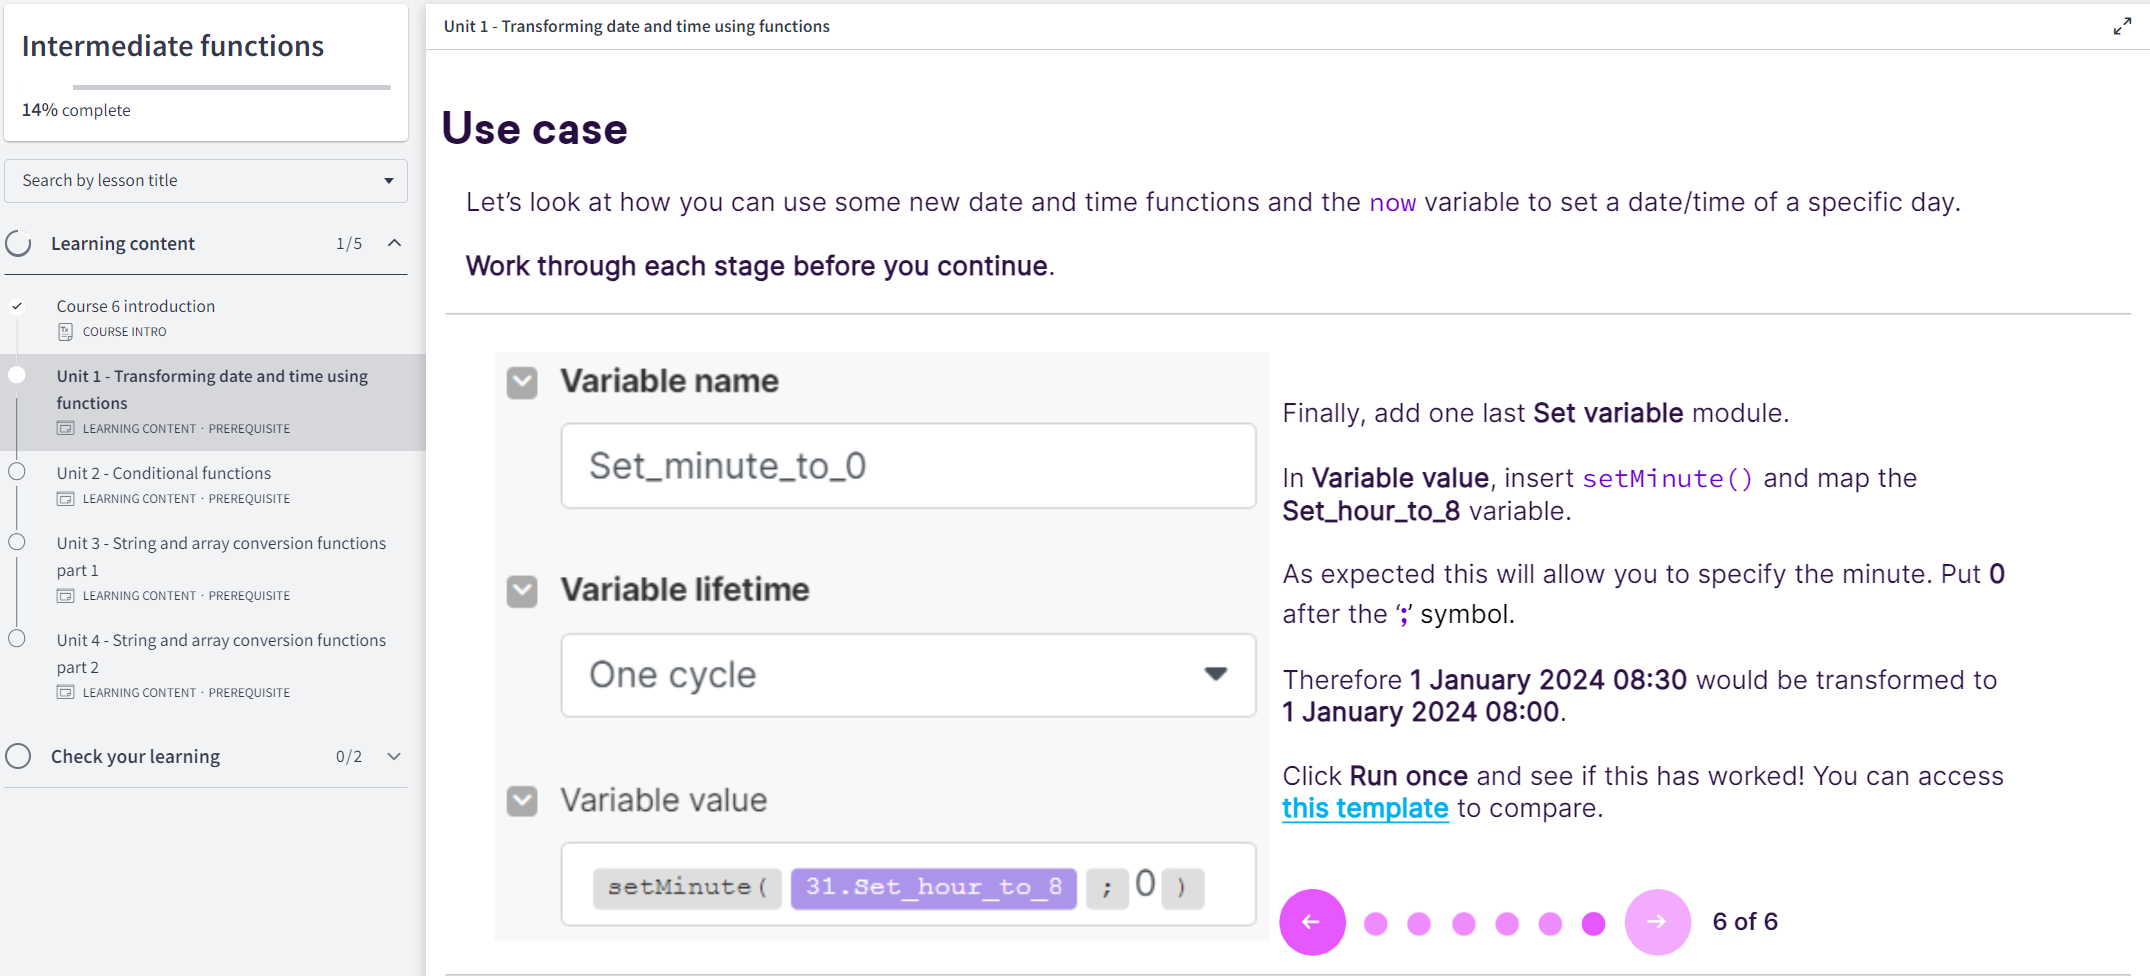 Intermediate functions
14% complete
Search by lesson title
Learning content 1/5
Course 6 introduction
COURSE INTRO
Unit 1 - Transforming date and time using
functions
LEARNING CONTENT · PREREQUISITE
Unit 2 - Conditional functions
LEARNING CONTENT · PREREQUISITE
Unit 3 - String and array conversion functions
part 1
LEARNING CONTENT · PREREQUISITE
Unit 4 - String and array conversion functions
part 2
LEARNING CONTENT · PREREQUISITE
Check your learning 0/2
Unit 1 - Transforming date and time using functions
Use case
Let’s look at how you can use some new date and time functions and the now variable to set a date/time of a specific day.
Work through each stage before you continue.
Variable name
Set_minute_to_0
Variable lifetime
One cycle
Variable value
setMinute( 31.Set_hour_to_8 ; 0 )
Finally, add one last Set variable module.
In Variable value, insert setMinute() and map the
Set_hour_to_8 variable.
As expected this will allow you to specify the minute. Put 0
after the ‘;’ symbol.
Therefore 1 January 2024 08:30 would be transformed to
1 January 2024 08:00.
Click Run once and see if this has worked! You can access
this template to compare.
6 of 6